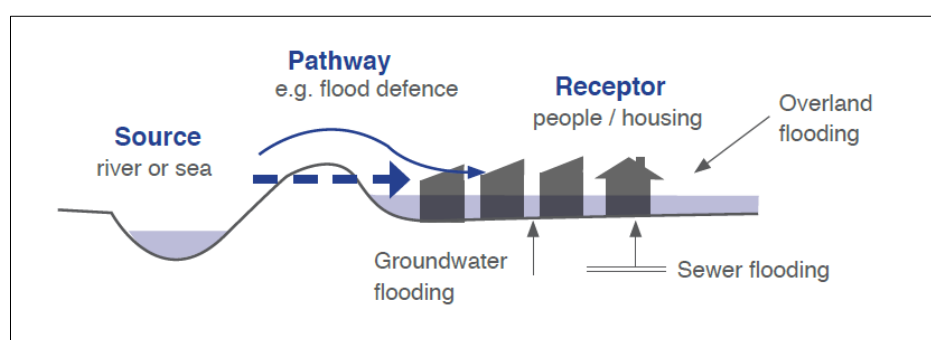 Pathway
e.g. flood defence
Source
river or sea
Receptor
people / housing
Overland
flooding
Groundwater
flooding
Sewer flooding